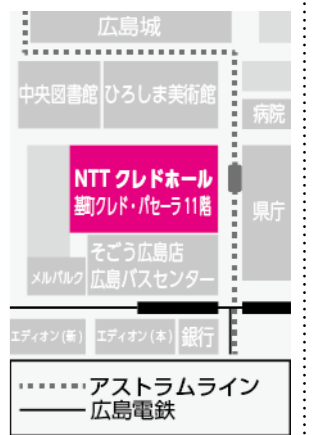 広島城
中央図書館
ひろしま美術館
病院
NTT クレドホール
基町クレド・パセーラ11階
県庁
そごう広島店
メルパルク
広島バスセンター
エディオン(新)
エディオン(本)
銀行
アストラムライン
広島電鉄